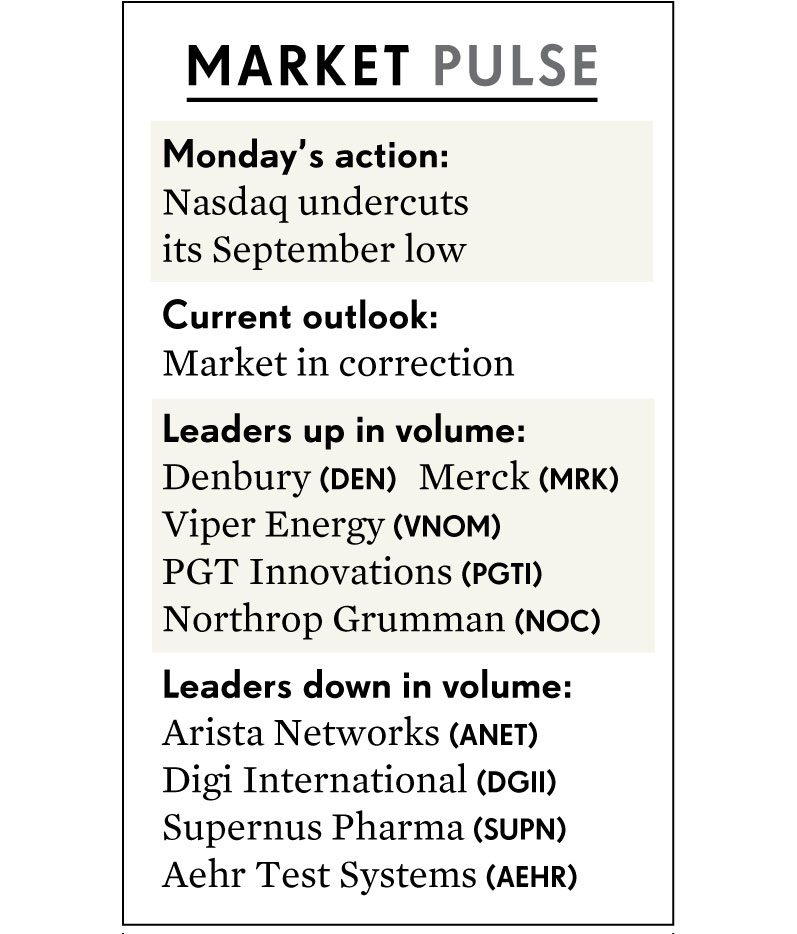 MARKET PULSE
Monday’s action:
Nasdaq undercuts
its September low
Current outlook:
Market in correction
Leaders up in volume:
Denbury (DEN) Merck (MRK)
Viper Energy (VNOM)
PGT Innovations (PGTI)
Northrop Grumman (NOC)
Leaders down in volume:
Arista Networks (ANET)
Digi International (DGII)
Supernus Pharma (SUPN)
Aehr Test Systems (AEHR)